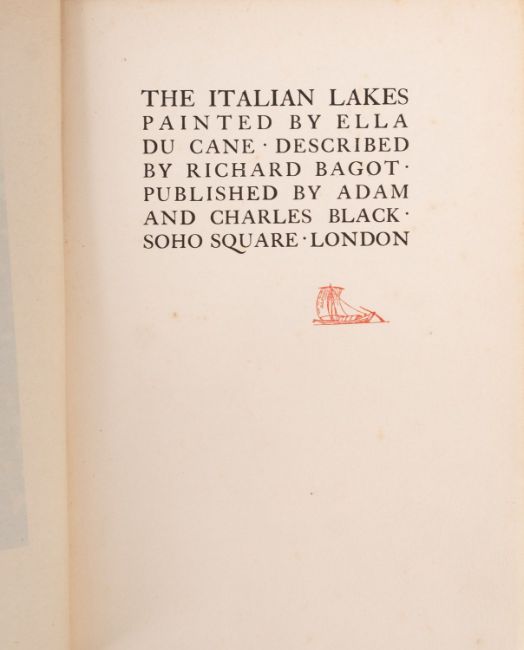 THE ITALIAN LAKES
PAINTED BY ELLA
DU CANE · DESCRIBED
BY RICHARD BAGOT ·
PUBLISHED BY ADAM
AND CHARLES BLACK ·
SOHO SQUARE · LONDON